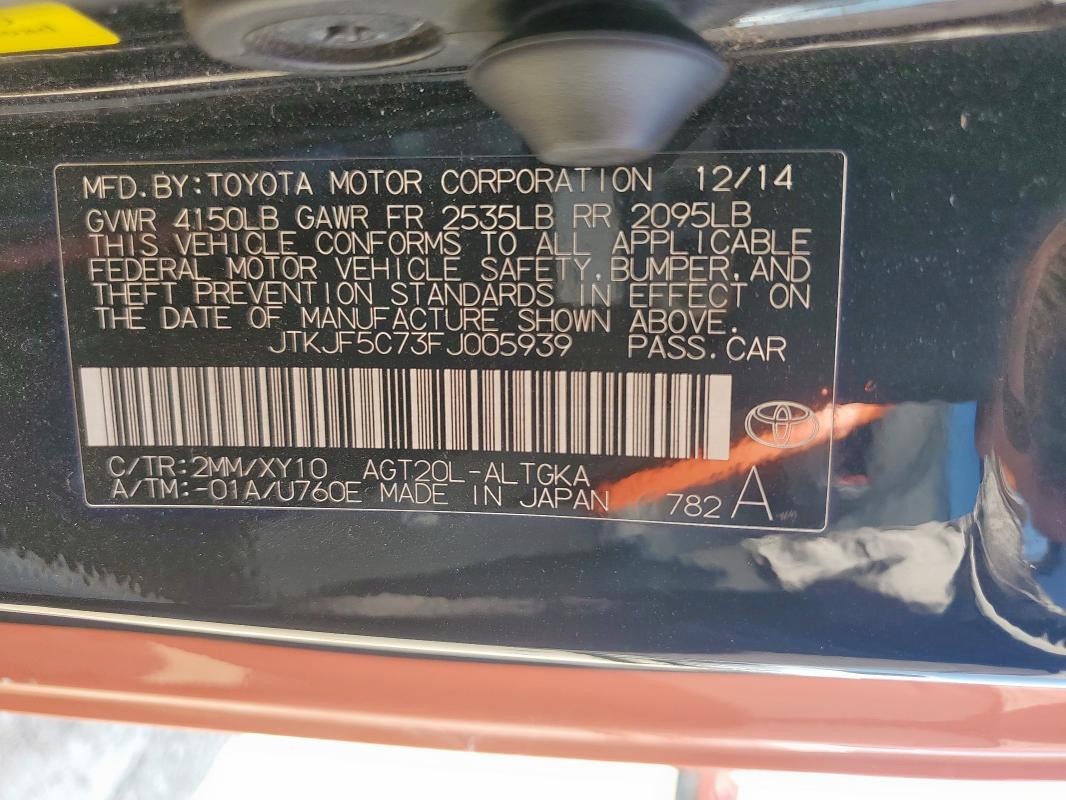 MFD.BY:TOYOTA MOTOR CORPORATION 12/14
GVWR 4150LB GAWR FR 2535LB RR 2095LB
THIS VEHICLE CONFORMS TO ALL APPLICABLE
FEDERAL MOTOR VEHICLE SAFETY,BUMPER,AND
THEFT PREVENTION STANDARDS IN EFFECT ON
THE DATE OF MANUFACTURE SHOWN ABOVE.
JTKJF5C73FJ005939 PASS.CAR
C/TR:2MM/XY10 AGT20L-ALTGKA
A/TM:-01A/U760E MADE IN JAPAN 782 A